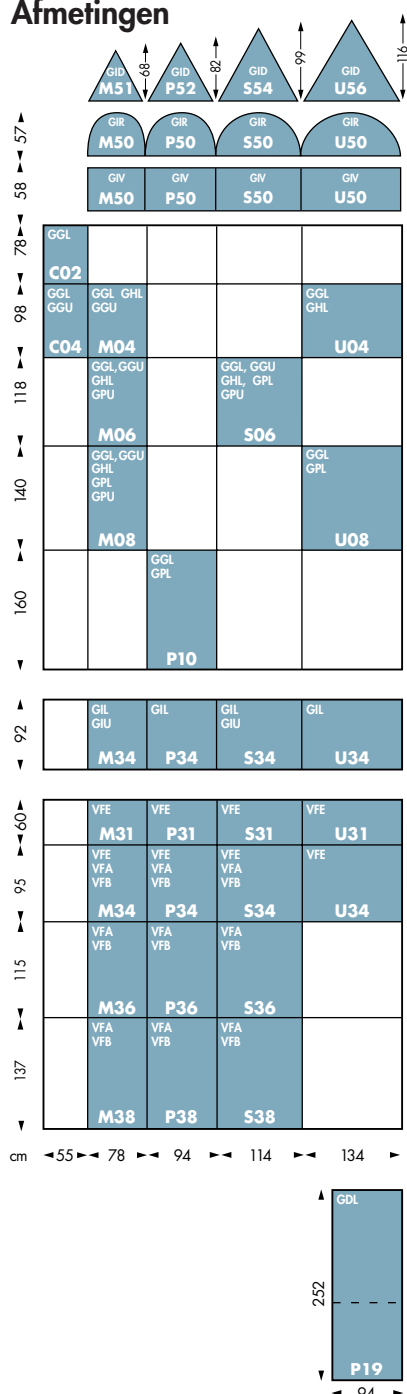 Afmetingen
GID
M51
68
GID
P52
82
GID
S54
99
GID
U56
116
57
GIR
M50
GIR
P50
GIR
S50
GIR
U50
58
GIV
M50
GIV
P50
GIV
S50
GIV
U50
78
GGL
C02
98
GGL
GGU
C04
GGL GHL
GGU
M04
GGL
GHL
U04
118
GGL, GGU
GHL
GPU
M06
GGL, GGU
GHL, GPL
GPU
S06
140
GGL, GGU
GHL
GPL
GPU
M08
GGL
GPL
U08
160
GGL
GPL
P10
92
GIL
GIU
M34
GIL
P34
GIL
GIU
S34
GIL
U34
60
VFE
M31
VFE
P31
VFE
S31
VFE
U31
95
VFE
VFA
VFB
M34
VFE
VFA
VFB
P34
VFE
VFA
VFB
S34
VFE
U34
115
VFA
VFB
M36
VFA
VFB
P36
VFA
VFB
S36
137
VFA
VFB
M38
VFA
VFB
P38
VFA
VFB
S38
cm 55 78 94 114 134
GDL
252
P19
94